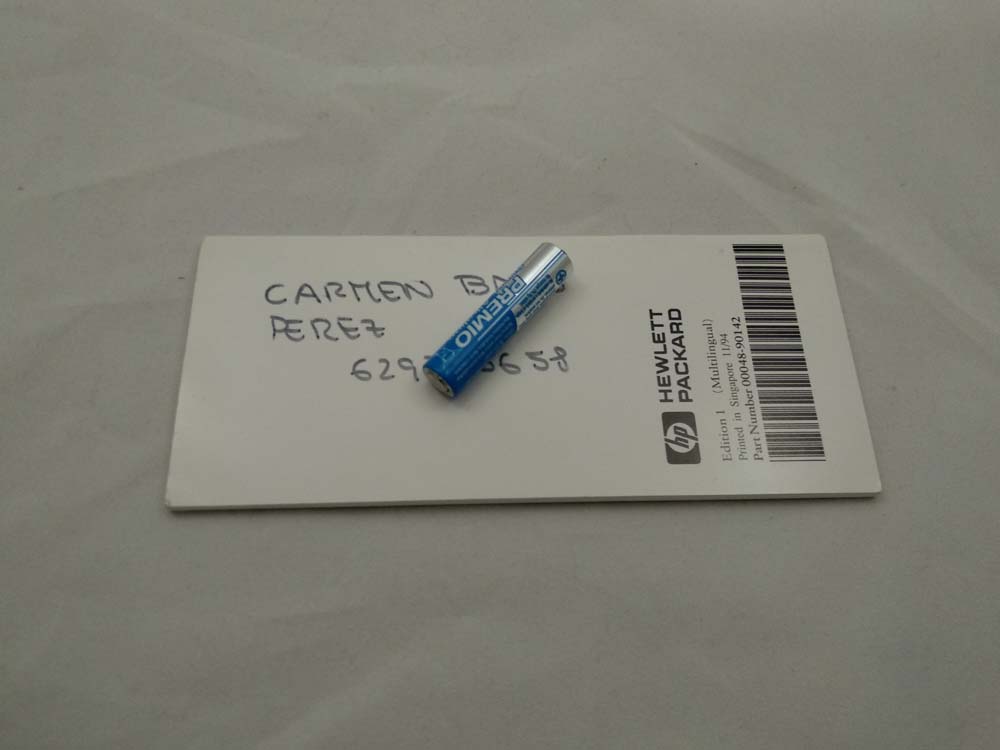 CARMEN
PEREZ
PREMIO
HEWLETT
PACKARD
hp
Edition 1 (Multilingual)
Printed in Singapore 11/94
Part Number 00048-90142